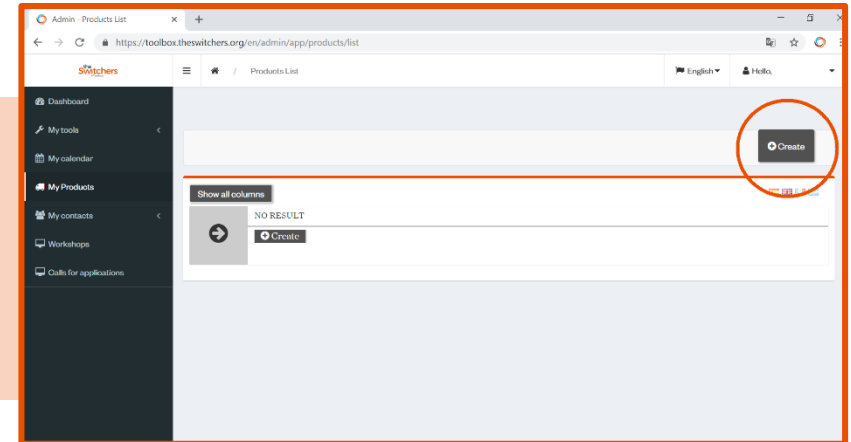 Admin - Products List
https://toolbox.theswitchers.org/en/admin/app/products/list
the
Switchers
/ Products List
English
Hello,
Dashboard
My tools
My calendar
My Products
My contacts
Workshops
Calls for applications
Create
Show all columns
NO RESULT
Create